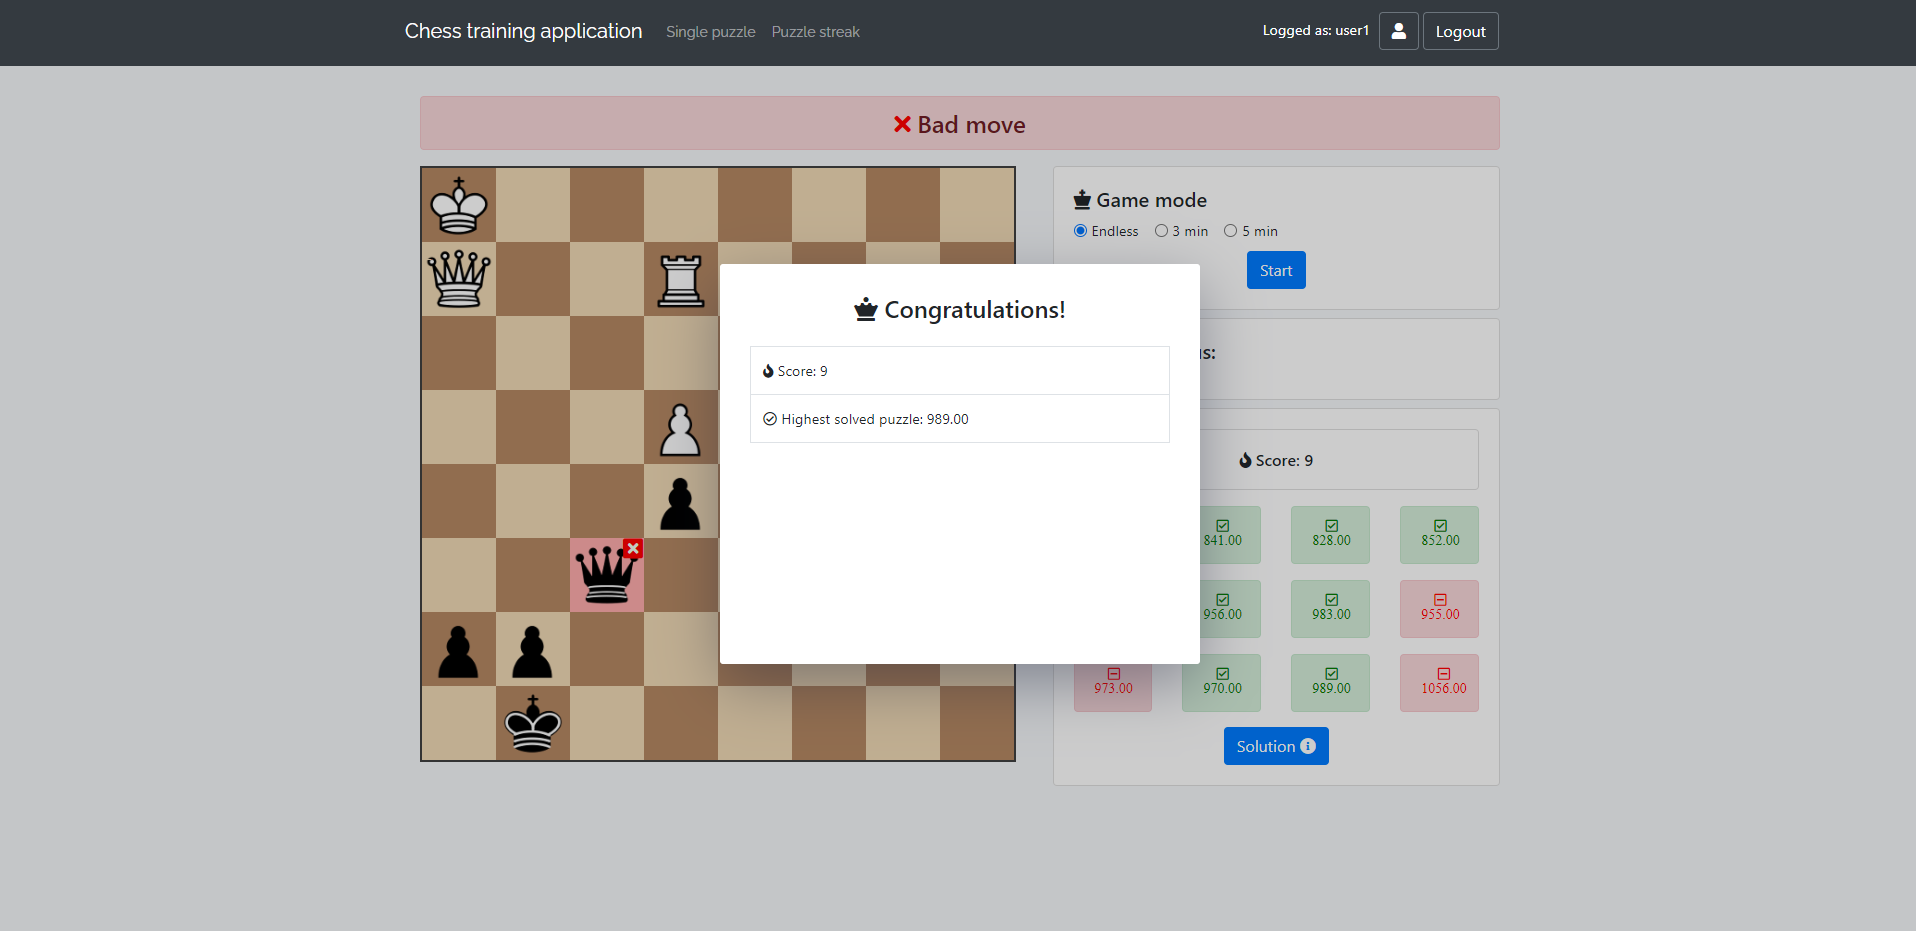 Chess training application Single puzzle Puzzle streak Logged as: user1 Logout
Bad move
Game mode
Endless 3 min 5 min
Start
Congratulations!
Score: 9
Highest solved puzzle: 989.00
Score: 9
841.00 828.00 852.00
956.00 983.00 955.00
973.00 970.00 989.00 1056.00
Solution